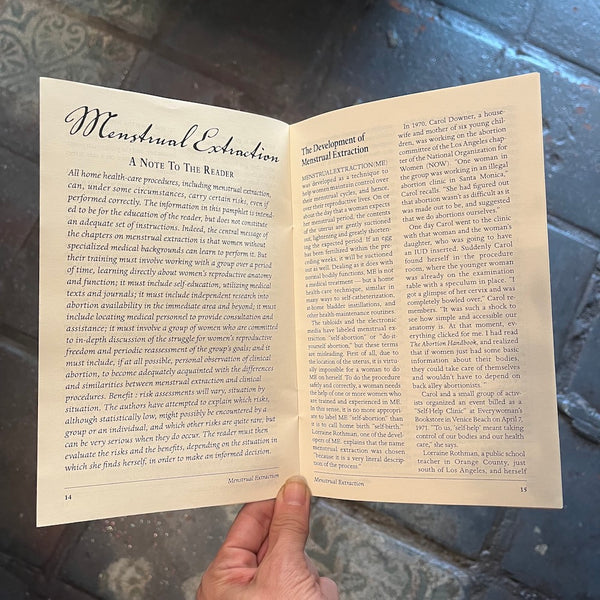 Menstrual Extraction
A NOTE TO THE READER
All home health-care procedures, including menstrual extraction,
can, under some circumstances, carry certain risks, even if
performed correctly. The information in this pamphlet is intend-
ed to be for the education of the reader, but does not constitute
an adequate set of instructions. Indeed, the central message of
the chapters on menstrual extraction is that women without
specialized medical backgrounds can learn to perform it. But
their training must involve working with a group over a period
of time, learning directly about women's reproductive anatomy
and function; it must include self-education, utilizing medical
texts and journals; it must include independent research into
abortion availability in the immediate area and beyond; it must
include locating medical personnel to provide consultation and
assistance; it must involve a group of women who are committed
to in-depth discussion of the struggle for women's reproductive
freedom and periodic reassessment of the group's goals; and it
must include, if at all possible, personal observation of clinical
abortion, to become adequately acquainted with the differences
and similarities between menstrual extraction and clinical
procedures. Benefit : risk assessments will vary, situation by
situation. The authors have attempted to explain which risks,
although statistically low, might possibly be encountered by a
group or an individual, and which other risks are quite rare, but
can be very serious when they do occur. The reader must then
evaluate the risks and the benefits, depending on the situation in
which she finds herself, in order to make an informed decision.
14
Menstrual Extraction
The Development of
Menstrual Extraction
MENSTRUAL EXTRACTION (ME)
was developed as a technique to
help women maintain control over
their menstrual cycles, and hence,
over their reproductive lives. On or
about the day that a woman expects
her menstrual period, the contents
of the uterus are gently suctioned
out, lightening and greatly shorten-
ing the expected period. If an egg
has been fertilized within the pre-
ceding weeks, it will be suctioned
out as well. Dealing as it does with
normal bodily functions, ME is not
a medical treatment — but a home
health-care technique, similar in
many ways to self-catheterization,
at-home bladder instillations, and
other health-maintenance routines.
The tabloids and the electronic
media have labeled menstrual ex-
traction, "self-abortion" or "do-it-
yourself abortion," but these terms
are misleading. First of all, due to
the location of the uterus, it is virtu-
ally impossible for a woman to do
ME on herself. To do the procedure
safely and correctly, a woman needs
the help of one or more women who
are trained and experienced in ME.
In this sense, it is no more appropri-
ate to label ME "self-abortion" than
it is to call home birth "self-birth."
Lorraine Rothman, one of the devel-
opers of ME, explains that the name
menstrual extraction was chosen
"because it is a very literal descrip-
tion of the process."
In 1970, Carol Downer, a house-
wife and mother of six young chil-
dren, was working on the abortion
committee of the Los Angeles chap-
ter of the National Organization for
Women (NOW). "One woman in
the group was working in an illegal
abortion clinic in Santa Monica,"
Carol recalls. "She had figured out
that abortion wasn't as difficult as it
was made out to be, and suggested
that we do abortions ourselves."
One day Carol went to the clinic
with that woman and the woman's
daughter, who was going to have
an IUD inserted. Suddenly Carol
found herself in the procedure
room, where the younger woman
was already on the examination
table with a speculum in place. "I
got a glimpse of her cervix and was
completely bowled over," Carol re-
members. "It was such a shock to
see how simple and accessible our
anatomy is. At that moment, ev-
erything clicked for me. I had read
The Abortion Handbook, and realized
that if women just had some basic
information about their bodies,
they could take care of themselves
and wouldn't have to depend on
back alley abortionists."
Carol and a small group of activ-
ists organized an event billed as a
"Self-Help Clinic" at Everywoman's
Bookstore in Venice Beach on April 7,
1971. "To us, 'self-help' meant taking
control of our bodies and our health
care," she says.
Lorraine Rothman, a public school
teacher in Orange County, just
south of Los Angeles, and herself
Menstrual Extraction
15